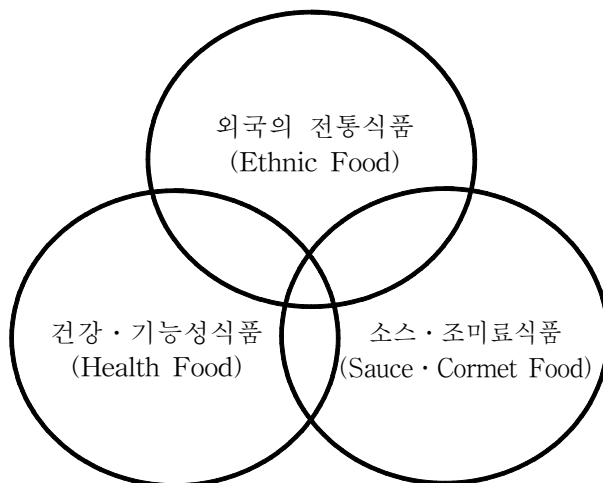 외국의 전통식품
(Ethnic Food)
건강·기능성식품
(Health Food)
소스·조미료식품
(Sauce·Cormet Food)